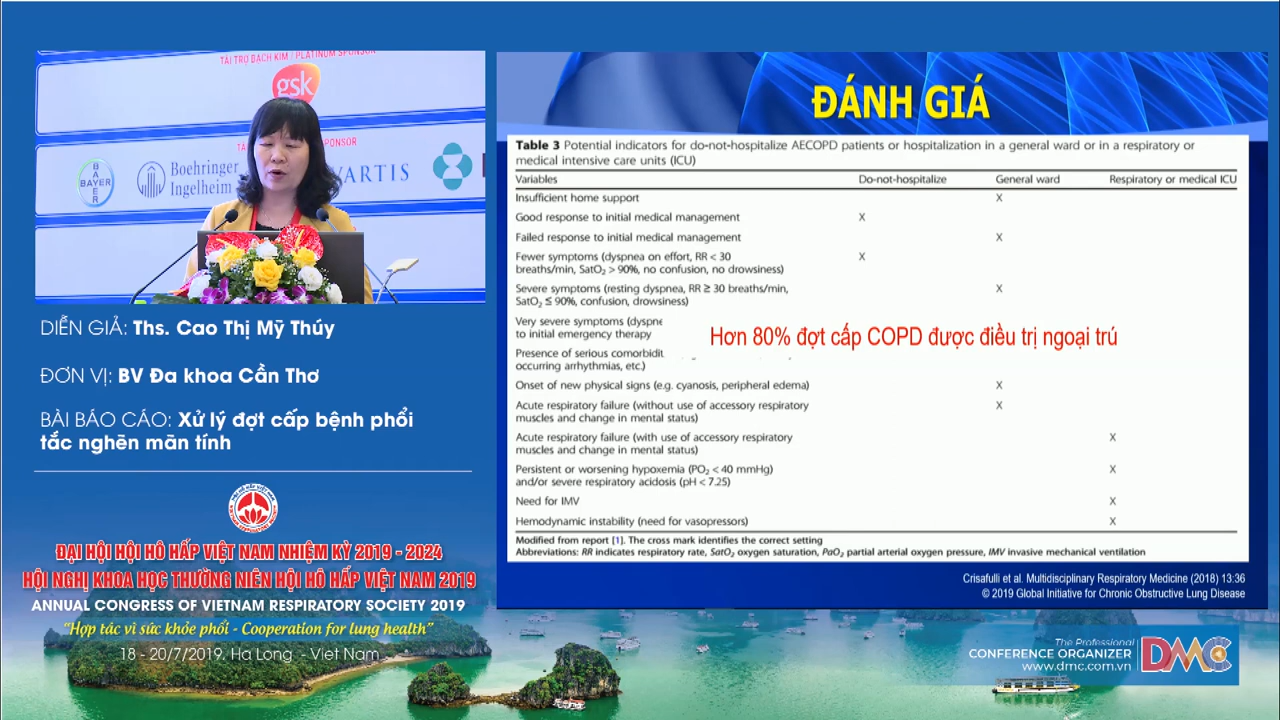 TÀI TRỢ BẠCH KIM / PLATINUM SPONSOR
gsk
SPONSOR
BAYER
BAYER
Boehringer
Ingelheim
VARTIS
DIỄN GIẢ: Ths. Cao Thị Mỹ Thúy
ĐƠN VỊ: BV Đa khoa Cần Thơ
BÀI BÁO CÁO: Xử lý đợt cấp bệnh phổi
tắc nghẽn mãn tính
ĐẠI HỘI HỘI HÔ HẤP VIỆT NAM NHIỆM KỲ 2019 - 2024
HỘI NGHỊ KHOA HỌC THƯỜNG NIÊN HỘI HÔ HẤP VIỆT NAM 2019
ANNUAL CONGRESS OF VIETNAM RESPIRATORY SOCIETY 2019
“Hợp tác vì sức khỏe phổi - Cooperation for lung health”
18 - 20/7/2019, Ha Long - Viet Nam
ĐÁNH GIÁ
Table 3 Potential indicators for do-not-hospitalize AECOPD patients or hospitalization in a general ward or in a respiratory or
medical intensive care units (ICU)
Variables Do-not-hospitalize General ward Respiratory or medical ICU
Insufficient home support X
Good response to initial medical management X
Failed response to initial medical management X
Fewer symptoms (dyspnea on effort, RR < 30 X
breaths/min, SatO₂ > 90%, no confusion, no drowsiness)
Severe symptoms (resting dyspnea, RR ≥ 30 breaths/min, X
SatO₂ ≦ 90%, confusion, drowsiness)
Very severe symptoms (dyspne
to initial emergency therapy
Hơn 80% đợt cấp COPD được điều trị ngoại trú
Presence of serious comorbidit
occurring arrhythmias, etc.)
Onset of new physical signs (e.g. cyanosis, peripheral edema) X
Acute respiratory failure (without use of accessory respiratory X
muscles and change in mental status)
Acute respiratory failure (with use of accessory respiratory X
muscles and change in mental status)
Persistent or worsening hypoxemia (PO₂ < 40 mmHg) X
and/or severe respiratory acidosis (pH < 7.25)
Need for IMV X
Hemodynamic instability (need for vasopressors) X
Modified from report [1]. The cross mark identifies the correct setting
Abbreviations: RR indicates respiratory rate, SatO₂ oxygen saturation, PaO₂ partial arterial oxygen pressure, IMV invasive mechanical ventilation
Crisafulli et al. Multidisciplinary Respiratory Medicine (2018) 13:36
© 2019 Global Initiative for Chronic Obstructive Lung Disease
The Professional
CONFERENCE ORGANIZER
www.dmc.com.vn
DMC